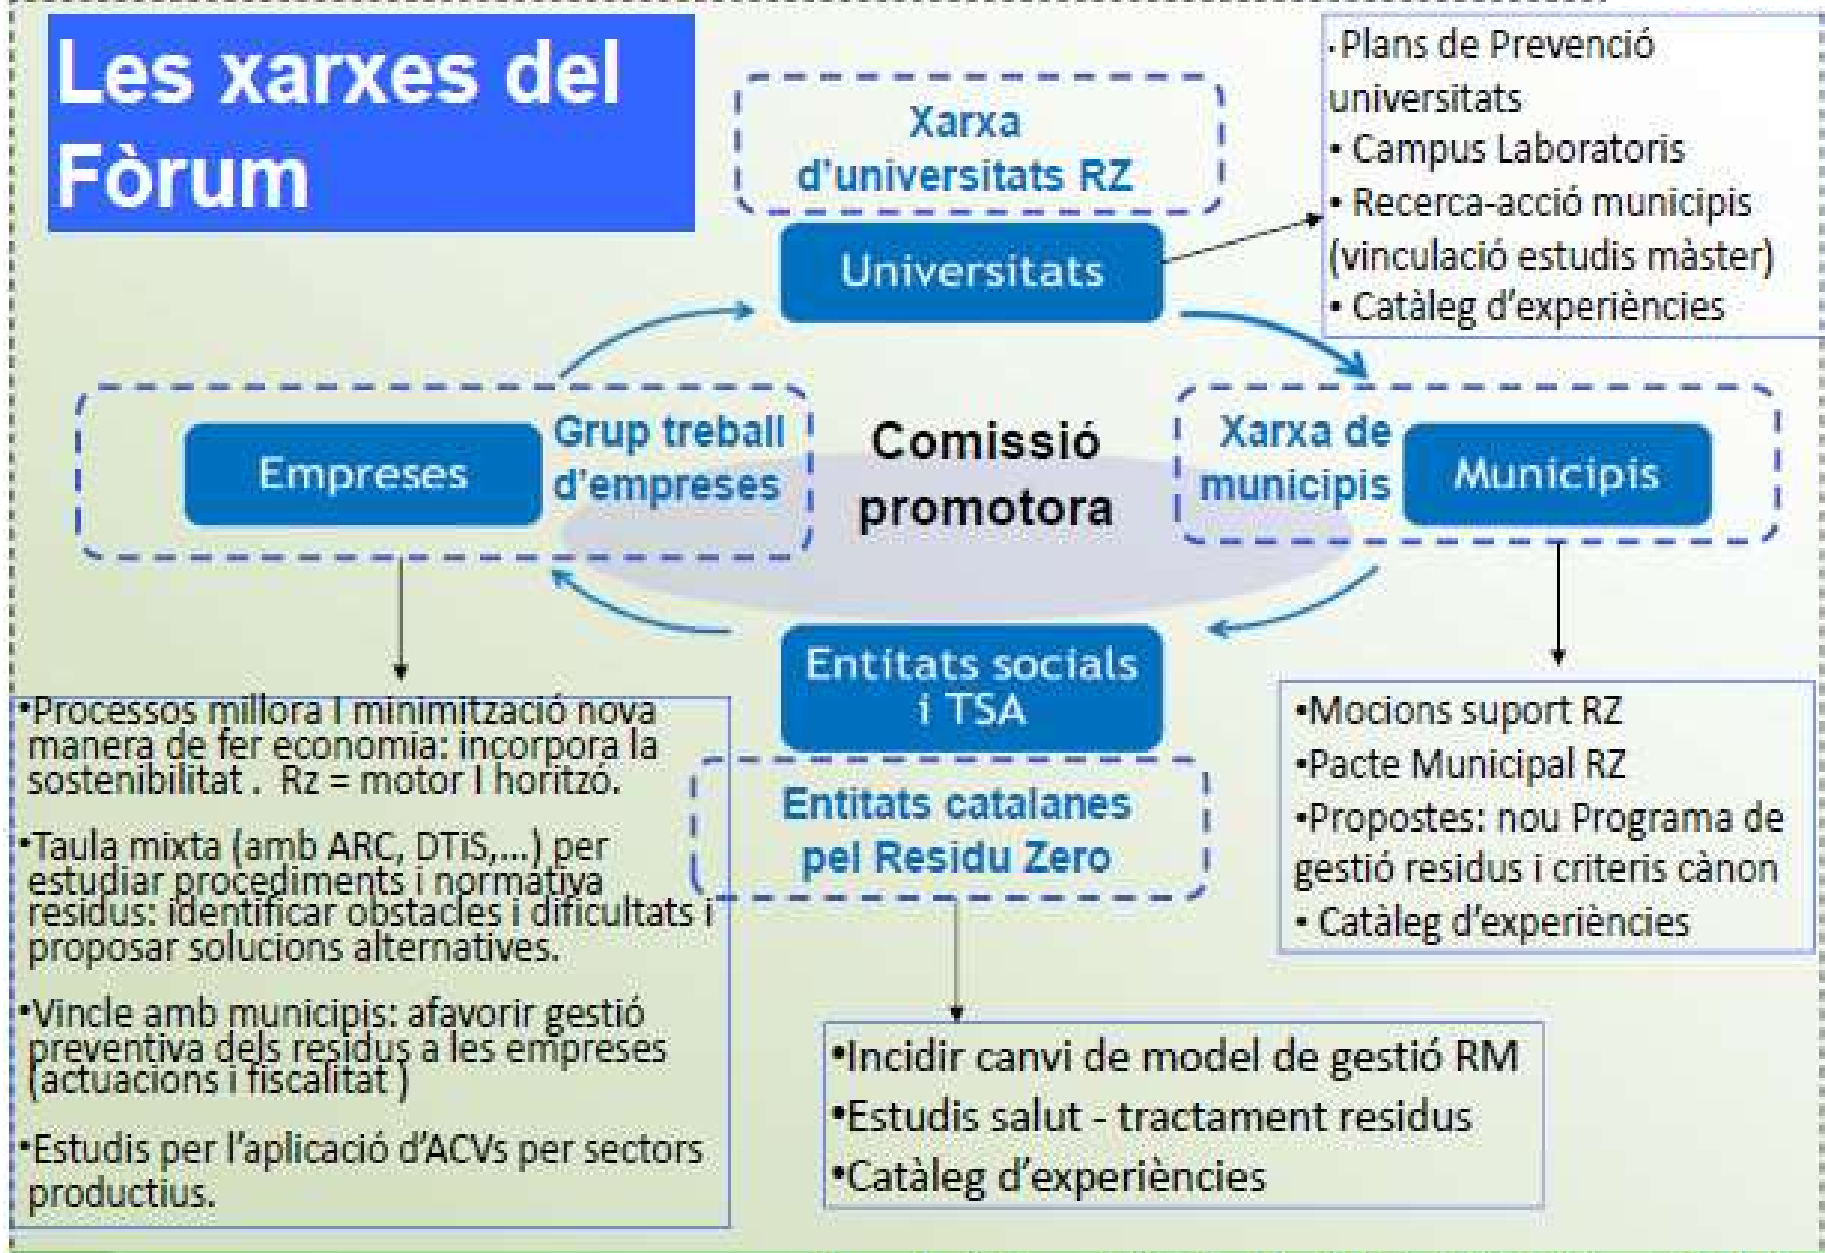 Les xarxes del
Fòrum
Xarxa
d'universitats RZ
Universitats
• Plans de Prevenció
universitats
• Campus Laboratoris
• Recerca-acció municipis
(vinculació estudis màster)
• Catàleg d'experiències
Empreses
Grup treball
d'empreses
Comissió
promotora
Xarxa de
municipis
Municipis
Entitats socials
i TSA
Entitats catalanes
pel Residu Zero
•Processos millora I minimització nova
manera de fer economia: incorpora la
sostenibilitat . Rz = motor I horitzó.
•Taula mixta (amb ARC, DTiS,...) per
estudiar procediments i normativa
residus: identificar obstacles i dificultats i
proposar solucions alternatives.
•Vincle amb municipis: afavorir gestió
preventiva dels residus a les empreses
(actuacions i fiscalitat )
•Estudis per l'aplicació d'ACVs per sectors
productius.
•Mocions suport RZ
•Pacte Municipal RZ
•Propostes: nou Programa de
gestió residus i criteris cànon
• Catàleg d'experiències
•Incidir canvi de model de gestió RM
•Estudis salut - tractament residus
•Catàleg d'experiències